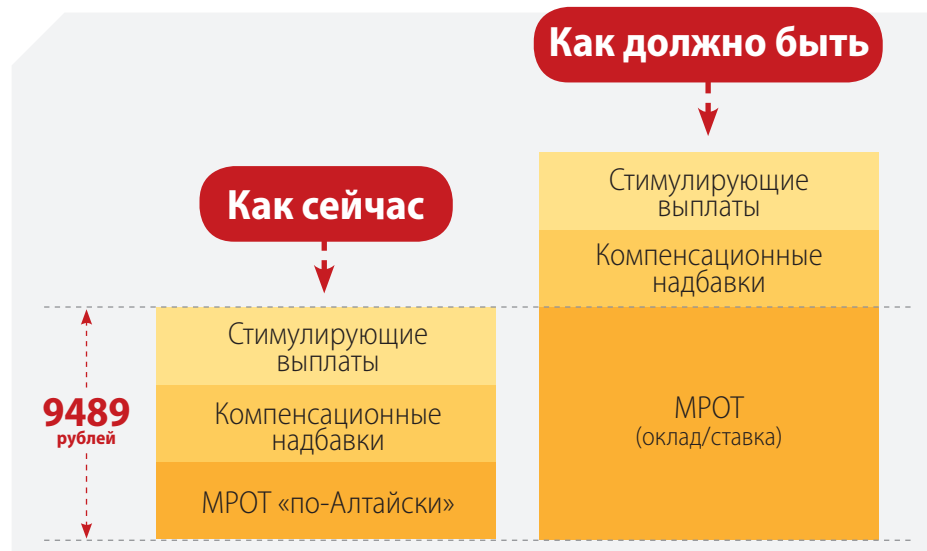 Как должно быть
Стимулирующие
выплаты
Компенсационные
надбавки
МРОТ
(оклад/ставка)
Как сейчас
Стимулирующие
выплаты
Компенсационные
надбавки
МРОТ «по-Алтайски»
9489
рублей